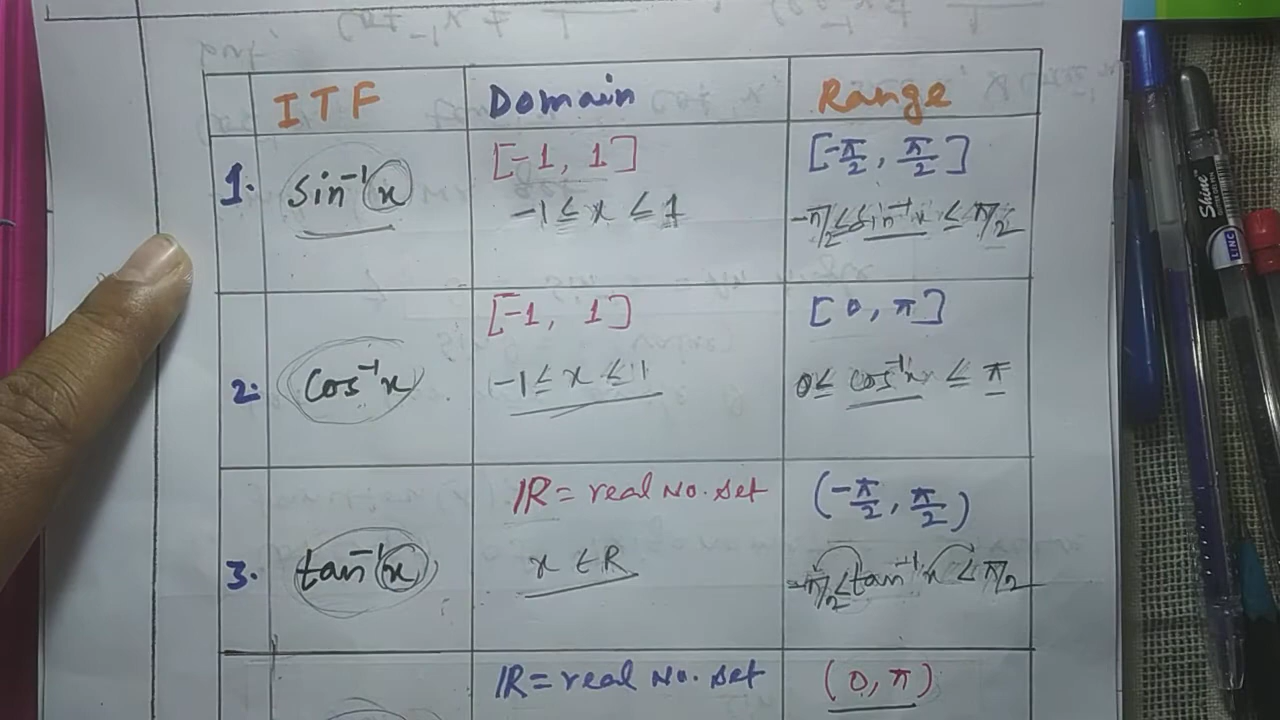 ITF Domain Range
1. sin⁻¹x [-1, 1] [-π/2, π/2]
-1 ≤ x ≤ 1 -π/2 ≤ sin⁻¹x ≤ π/2
2. cos⁻¹x [-1, 1] [0, π]
-1 ≤ x ≤ 1 0 ≤ cos⁻¹x ≤ π
3. tan⁻¹x IR = real No. set (-π/2, π/2)
x ∈ R -π/2 < tan⁻¹x < π/2
IR = real No. set (0, π)
Shine
LINC